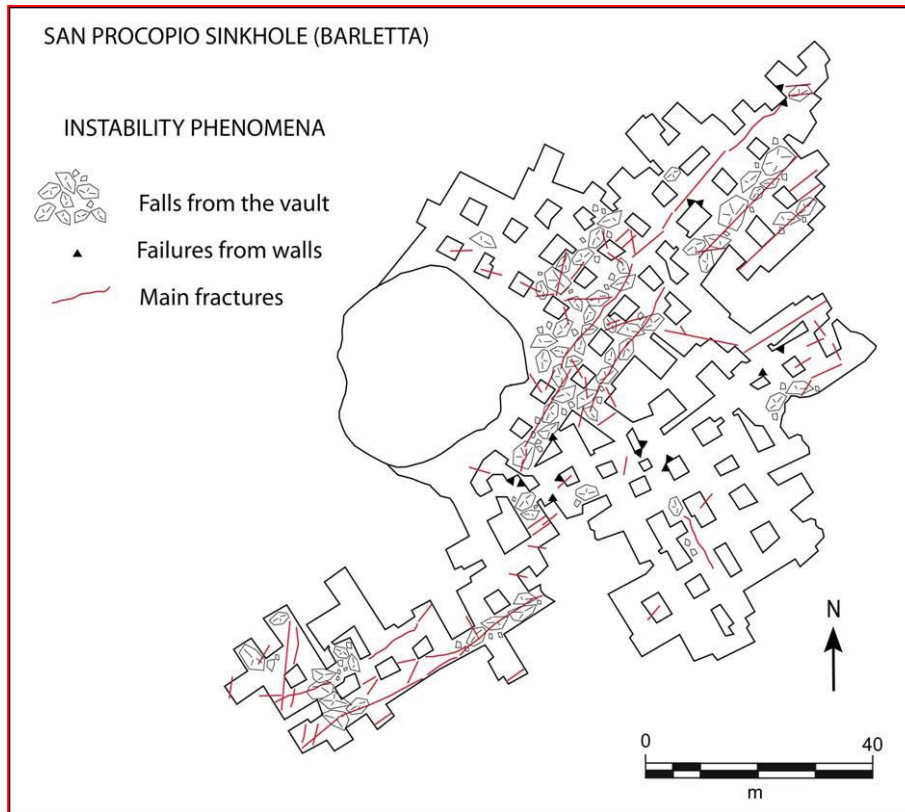 SAN PROCOPIO SINKHOLE (BARLETTA)
INSTABILITY PHENOMENA
Falls from the vault
Failures from walls
Main fractures
N
0 40
m